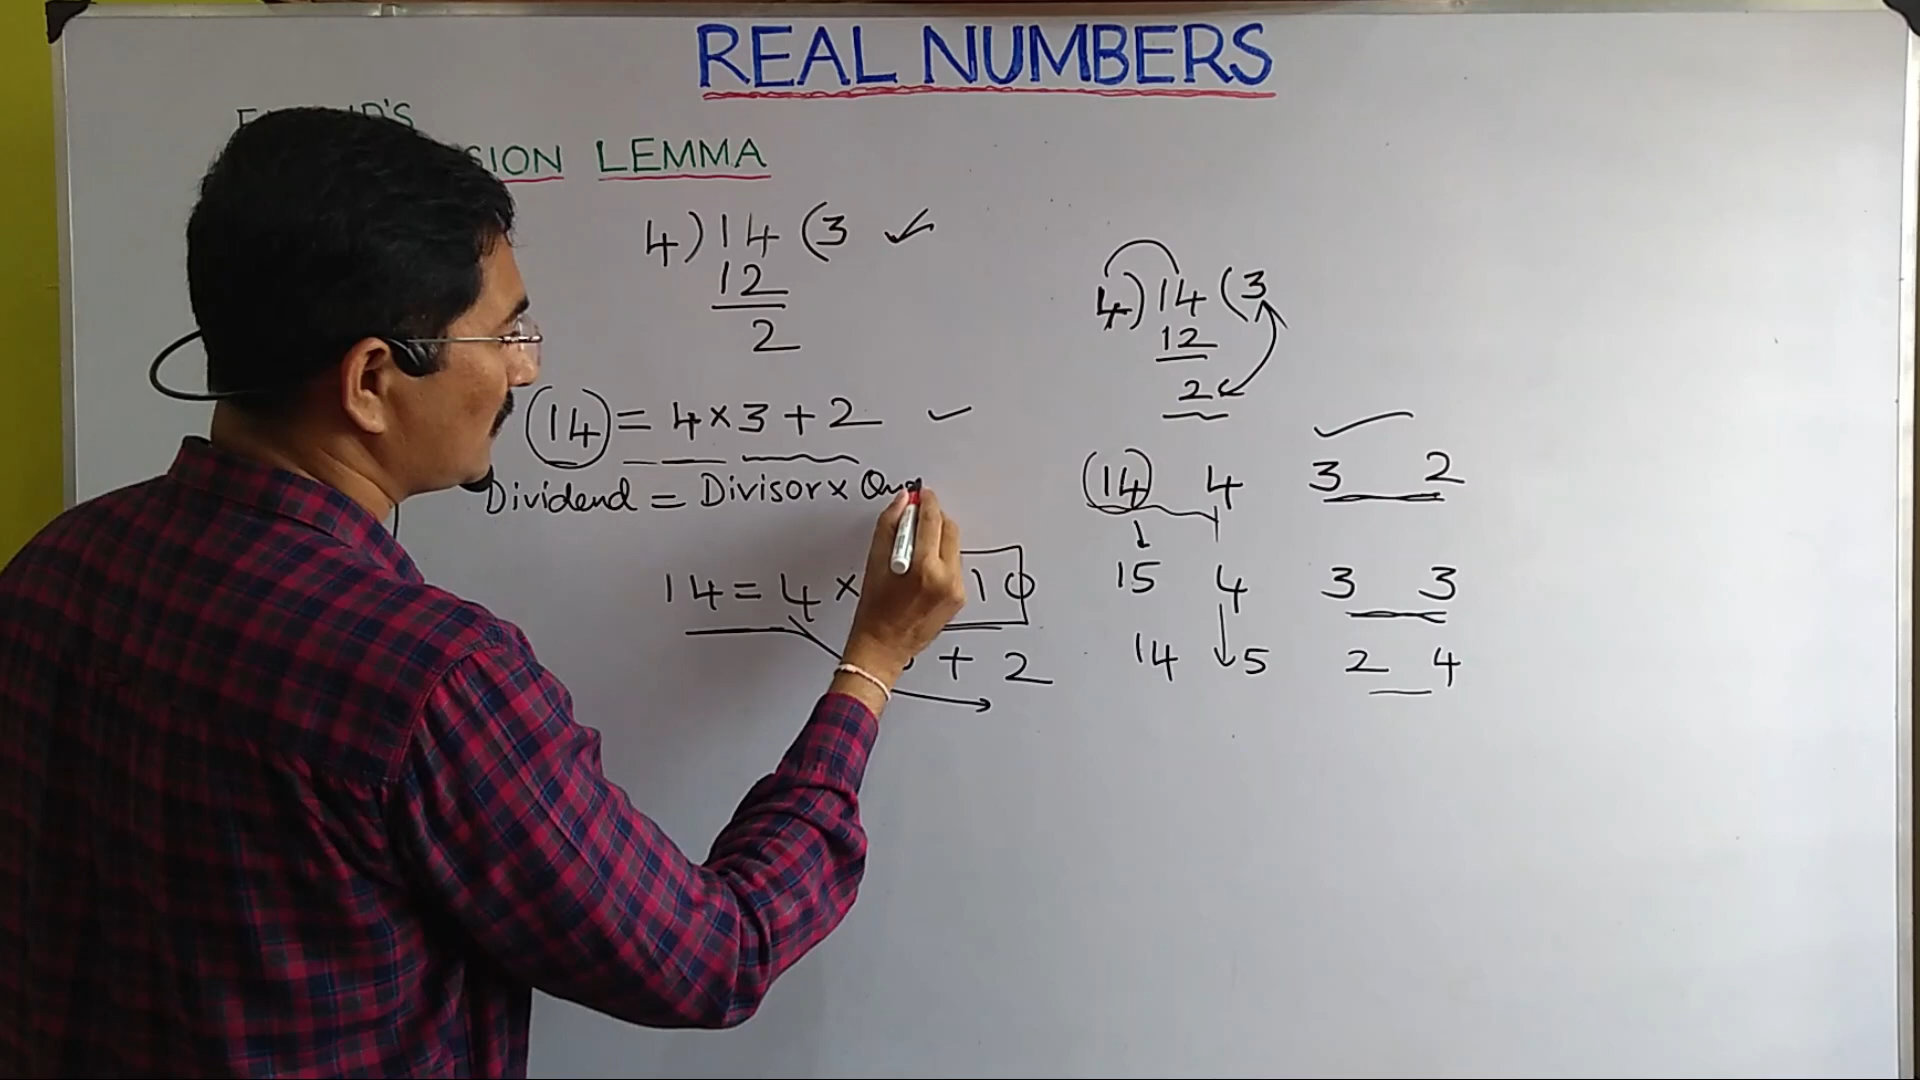 REAL NUMBERS
LEMMA
4)14(3
12
2
14 = 4×3+2
Dividend = Divisor×
14=4×
10
+ 2
4)14(3
12
2
14 4 3 2
15 4 3 3
14 5 2 4